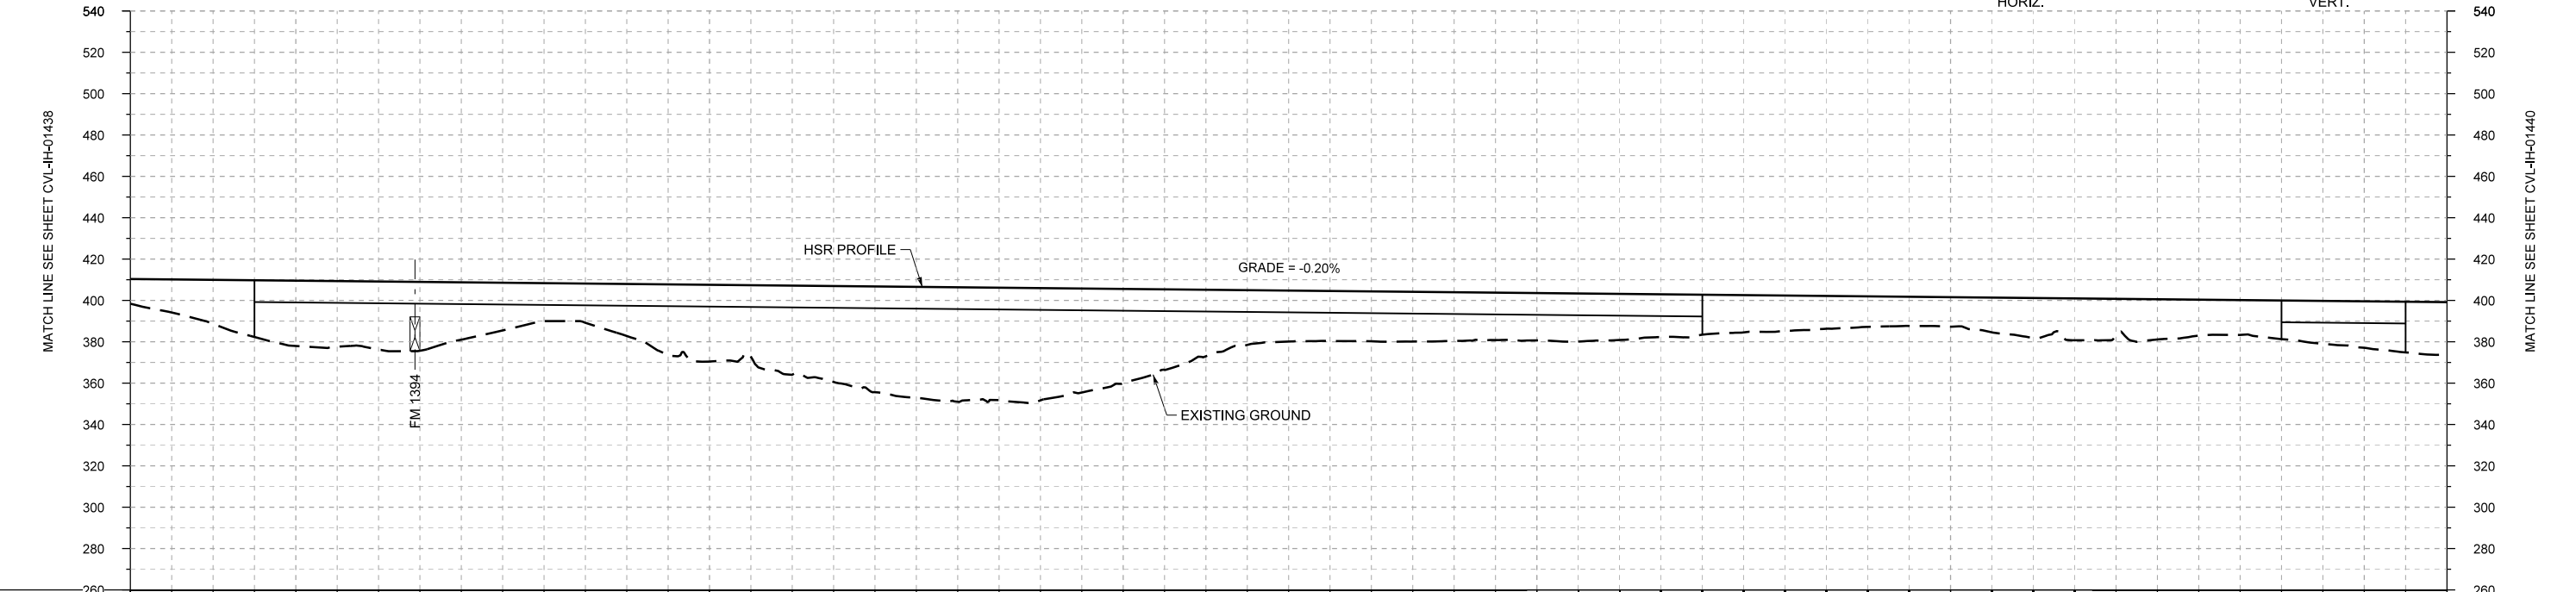 HORIZ. VERT.
540 540
520 520
500 500
480 480
460 460
440 440
HSR PROFILE
420 GRADE = -0.20% 420
400 400
380 380
FM 1394
360 360
EXISTING GROUND
340 340
320 320
300 300
280 280
260 260
MATCH LINE SEE SHEET CVL-IH-01438
MATCH LINE SEE SHEET CVL-IH-01440